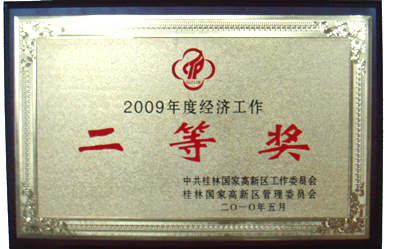 2009年度经济工作
二等奖
中共桂林国家高新区工作委员会
桂林国家高新区管理委员会
二〇一〇年五月